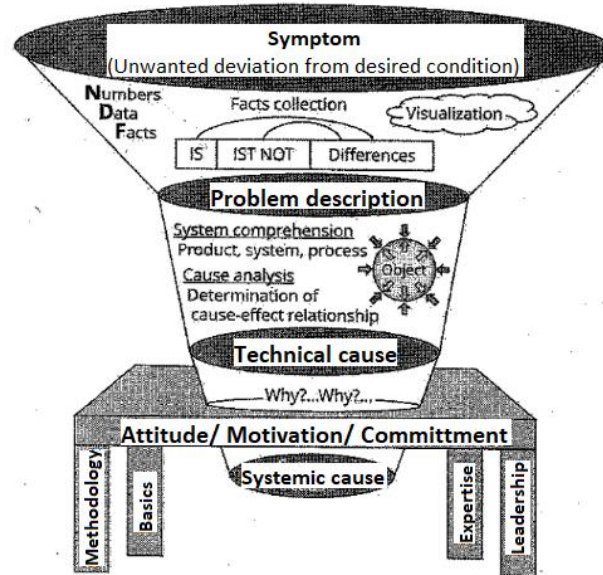 Symptom
(Unwanted deviation from desired condition)
Numbers
Data
Facts
Facts collection
Visualization
IS IST NOT Differences
Problem description
System comprehension
Product, system, process
Cause analysis
Object
Determination of
cause-effect relationship
Technical cause
Why?...Why?...
Attitude/ Motivation/ Committment
Systemic cause
Methodology
Basics
Expertise
Leadership